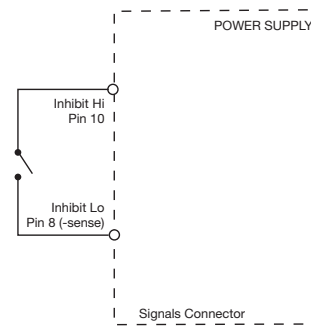 POWER SUPPLY
Inhibit Hi
Pin 10
Inhibit Lo
Pin 8 (-sense)
Signals Connector